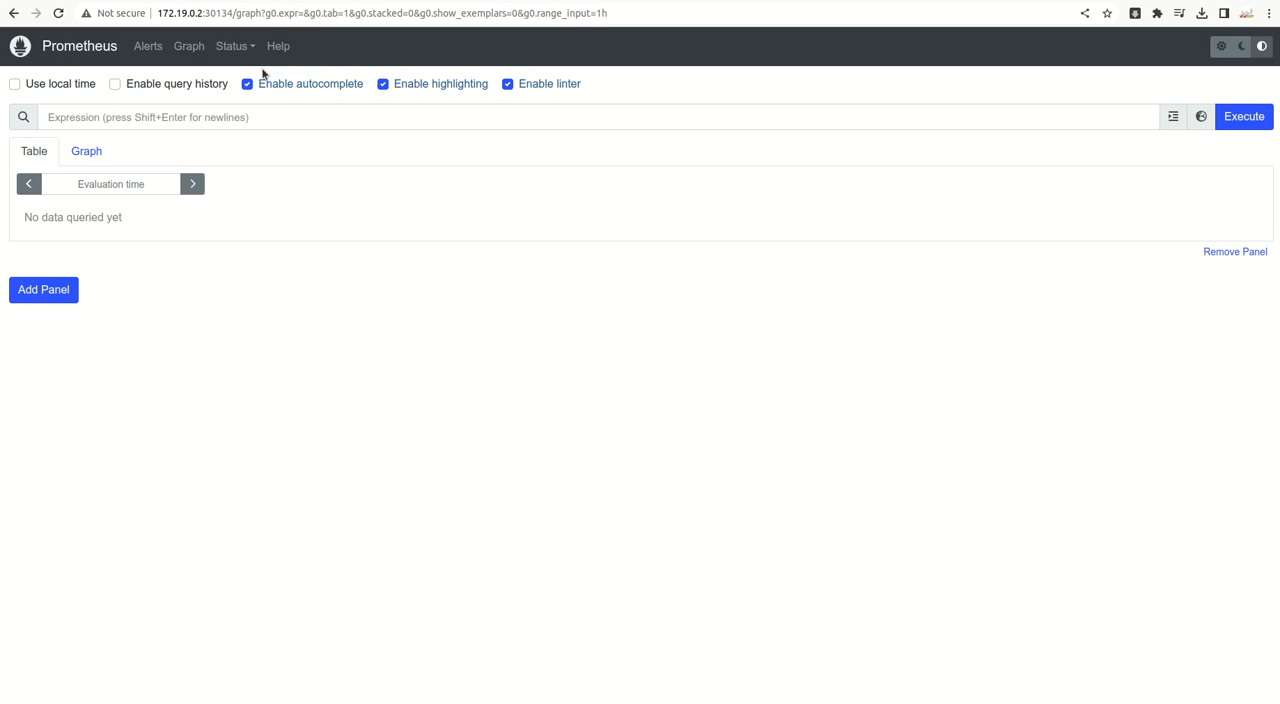 Not secure 172.19.0.2:30134/graph?g0.expr=&g0.tab=1&g0.stacked=0&g0.show_exemplars=0&g0.range_input=1h
Prometheus Alerts Graph Status Help
Use local time Enable query history Enable autocomplete Enable highlighting Enable linter
Expression (press Shift+Enter for newlines) Execute
Table Graph
Evaluation time
No data queried yet
Remove Panel
Add Panel